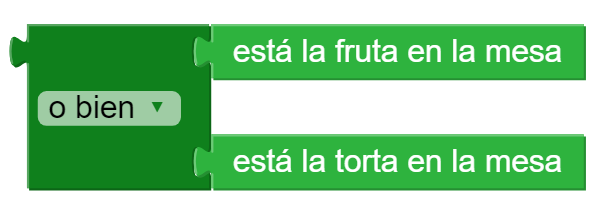 está la fruta en la mesa
o bien
está la torta en la mesa